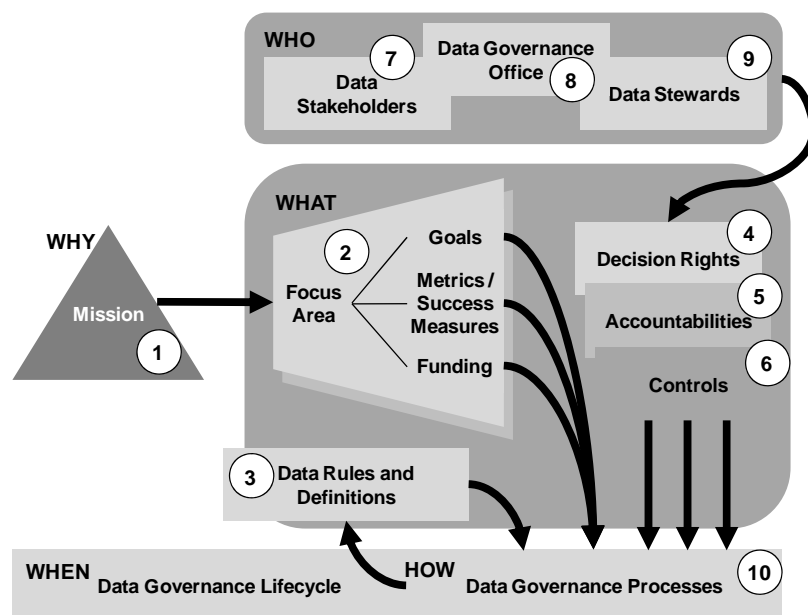 WHO
7
Data
Stakeholders
Data Governance
Office
8
9
Data Stewards
WHY
Mission
1
WHAT
2
Focus
Area
Goals
Metrics /
Success
Measures
Funding
4
Decision Rights
5
Accountabilities
6
Controls
3
Data Rules and
Definitions
WHEN
Data Governance Lifecycle
HOW
Data Governance Processes
10